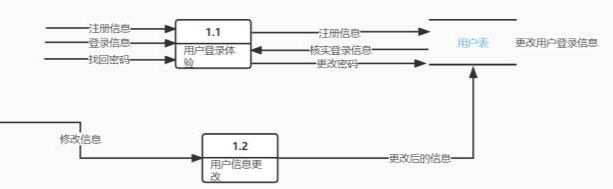 注册信息
登录信息
找回密码
1.1
用户登录体
验
注册信息
核实登录信息
更改密码
用户表
更改用户登录信息
修改信息
1.2
用户信息更
改
更改后的信息